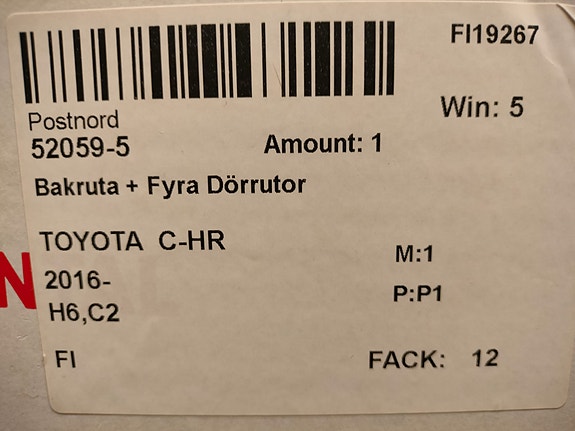 FI19267
Postnord
Win: 5
52059-5
Amount: 1
Bakruta + Fyra Dörrutor
TOYOTA C-HR
M:1
2016-
P:P1
H6,C2
FI
FACK: 12
N